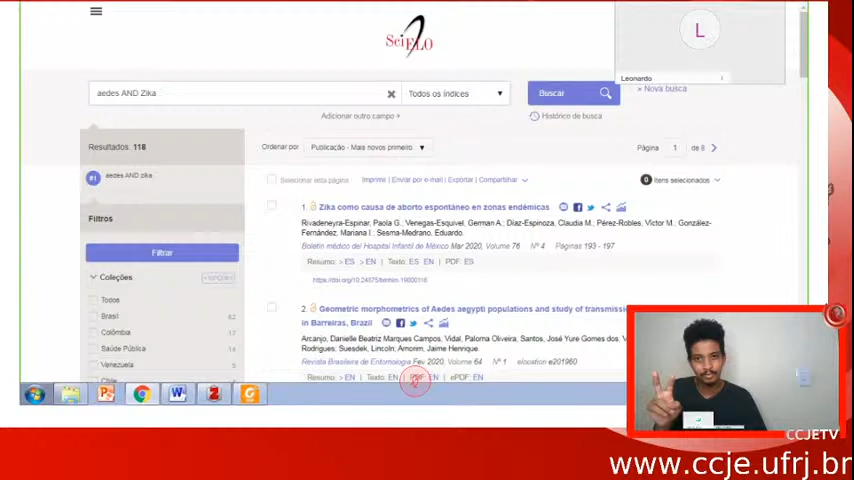 SciELO
L
Leonardo
aedes AND Zika
Todos os índices
Buscar
» Nova busca
Adicionar outro campo +
Histórico de busca
Resultados: 118
Ordenar por
Publicação - Mais novos primeiro
Página
1
de 8
#1
aedes AND zika
Selecionar esta página
Imprimir | Enviar por e-mail | Exportar | Compartilhar
0
itens selecionados
Filtros
Filtrar
Coleções
Todos
Brasil 62
Colômbia 17
Saúde Pública 14
Venezuela 5
Chile
1. Zika como causa de aborto espontáneo en zonas endémicas
Rivadeneyra-Espinar, Paola G.; Venegas-Esquivel, German A.; Díaz-Espinoza, Claudia M.; Pérez-Robles, Victor M.; González-
Fernández, Mariana I.; Sesma-Medrano, Eduardo.
Boletín médico del Hospital Infantil de México Mar 2020, Volume 76 Nº 4 Páginas 193 - 197
Resumo: > ES > EN | Texto: ES EN | PDF: ES
2. Geometric morphometrics of Aedes aegypti populations and study of transmiss
in Barreiras, Brazil
Arcanjo, Danielle Beatriz Marques Campos, Vidal, Paloma Oliveira, Santos, José Yure Gomes dos, V
Rodrigues; Suesdek, Lincoln, Amorim, Jaime Henrique.
Revista Brasileira de Entomologia Fev 2020, Volume 64 Nº 1 elocation e201960
Resumo: > EN | Texto: EN | PDF: EN | ePDF: EN
CCJETV
www.ccje.ufrj.br